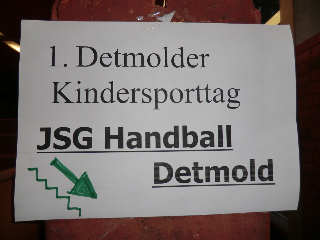 1. Detmolder
Kindersporttag
JSG Handball
Detmold